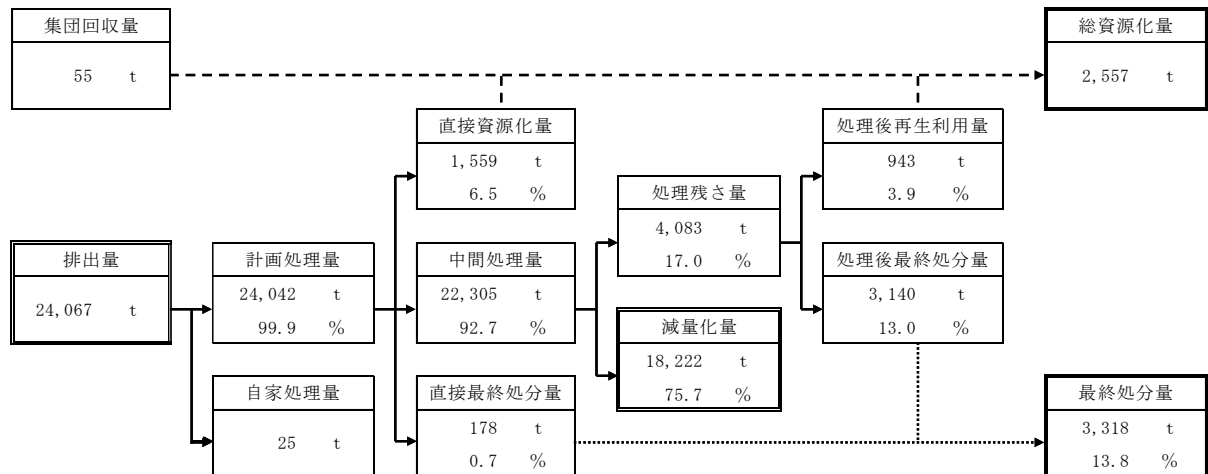 集団回収量
55 t
総資源化量
2,557 t
直接資源化量
1,559 t
6.5 %
処理後再生利用量
943 t
3.9 %
処理残さ量
4,083 t
17.0 %
排出量
24,067 t
計画処理量
24,042 t
99.9 %
中間処理量
22,305 t
92.7 %
処理後最終処分量
3,140 t
13.0 %
減量化量
18,222 t
75.7 %
自家処理量
25 t
直接最終処分量
178 t
0.7 %
最終処分量
3,318 t
13.8 %